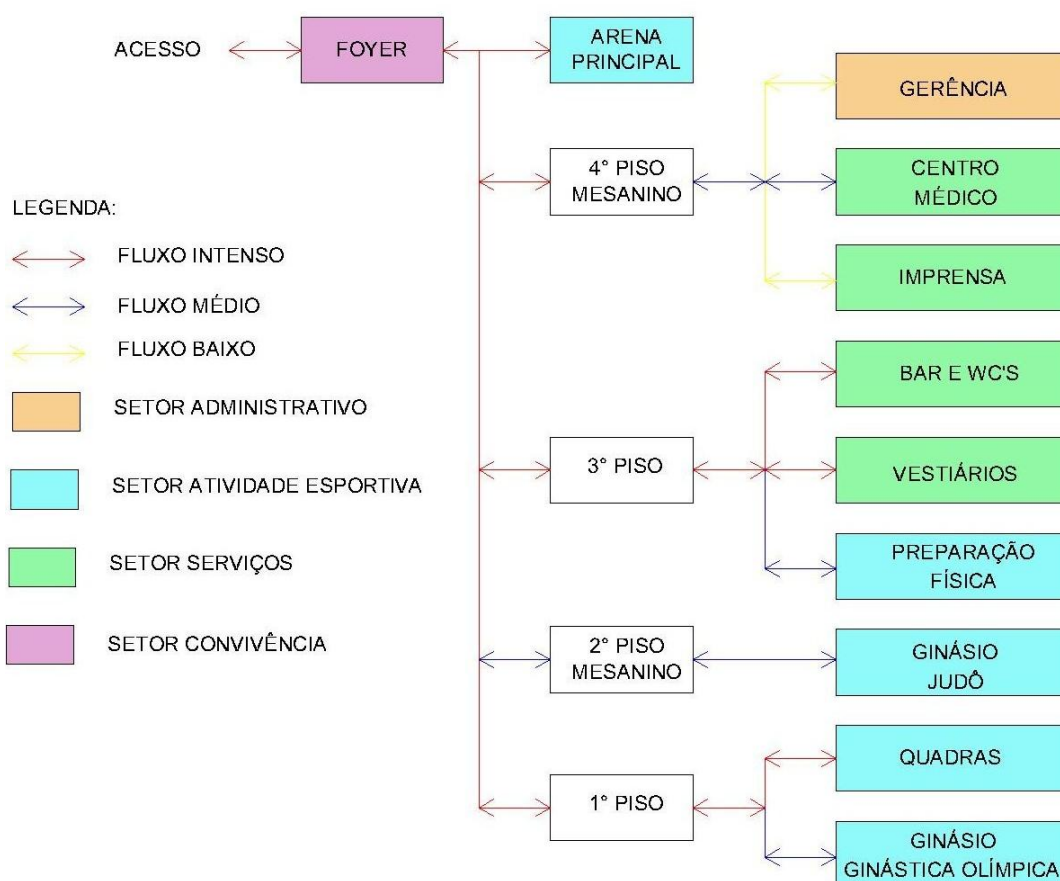 ACESSO
FOYER
ARENA
PRINCIPAL
GERÊNCIA
4° PISO
MESANINO
CENTRO
MÉDICO
IMPRENSA
LEGENDA:
FLUXO INTENSO
FLUXO MÉDIO
FLUXO BAIXO
SETOR ADMINISTRATIVO
SETOR ATIVIDADE ESPORTIVA
SETOR SERVIÇOS
SETOR CONVIVÊNCIA
BAR E WC'S
3° PISO
VESTIÁRIOS
PREPARAÇÃO
FÍSICA
2° PISO
MESANINO
GINÁSIO
JUDÔ
QUADRAS
1° PISO
GINÁSIO
GINÁSTICA OLÍMPICA